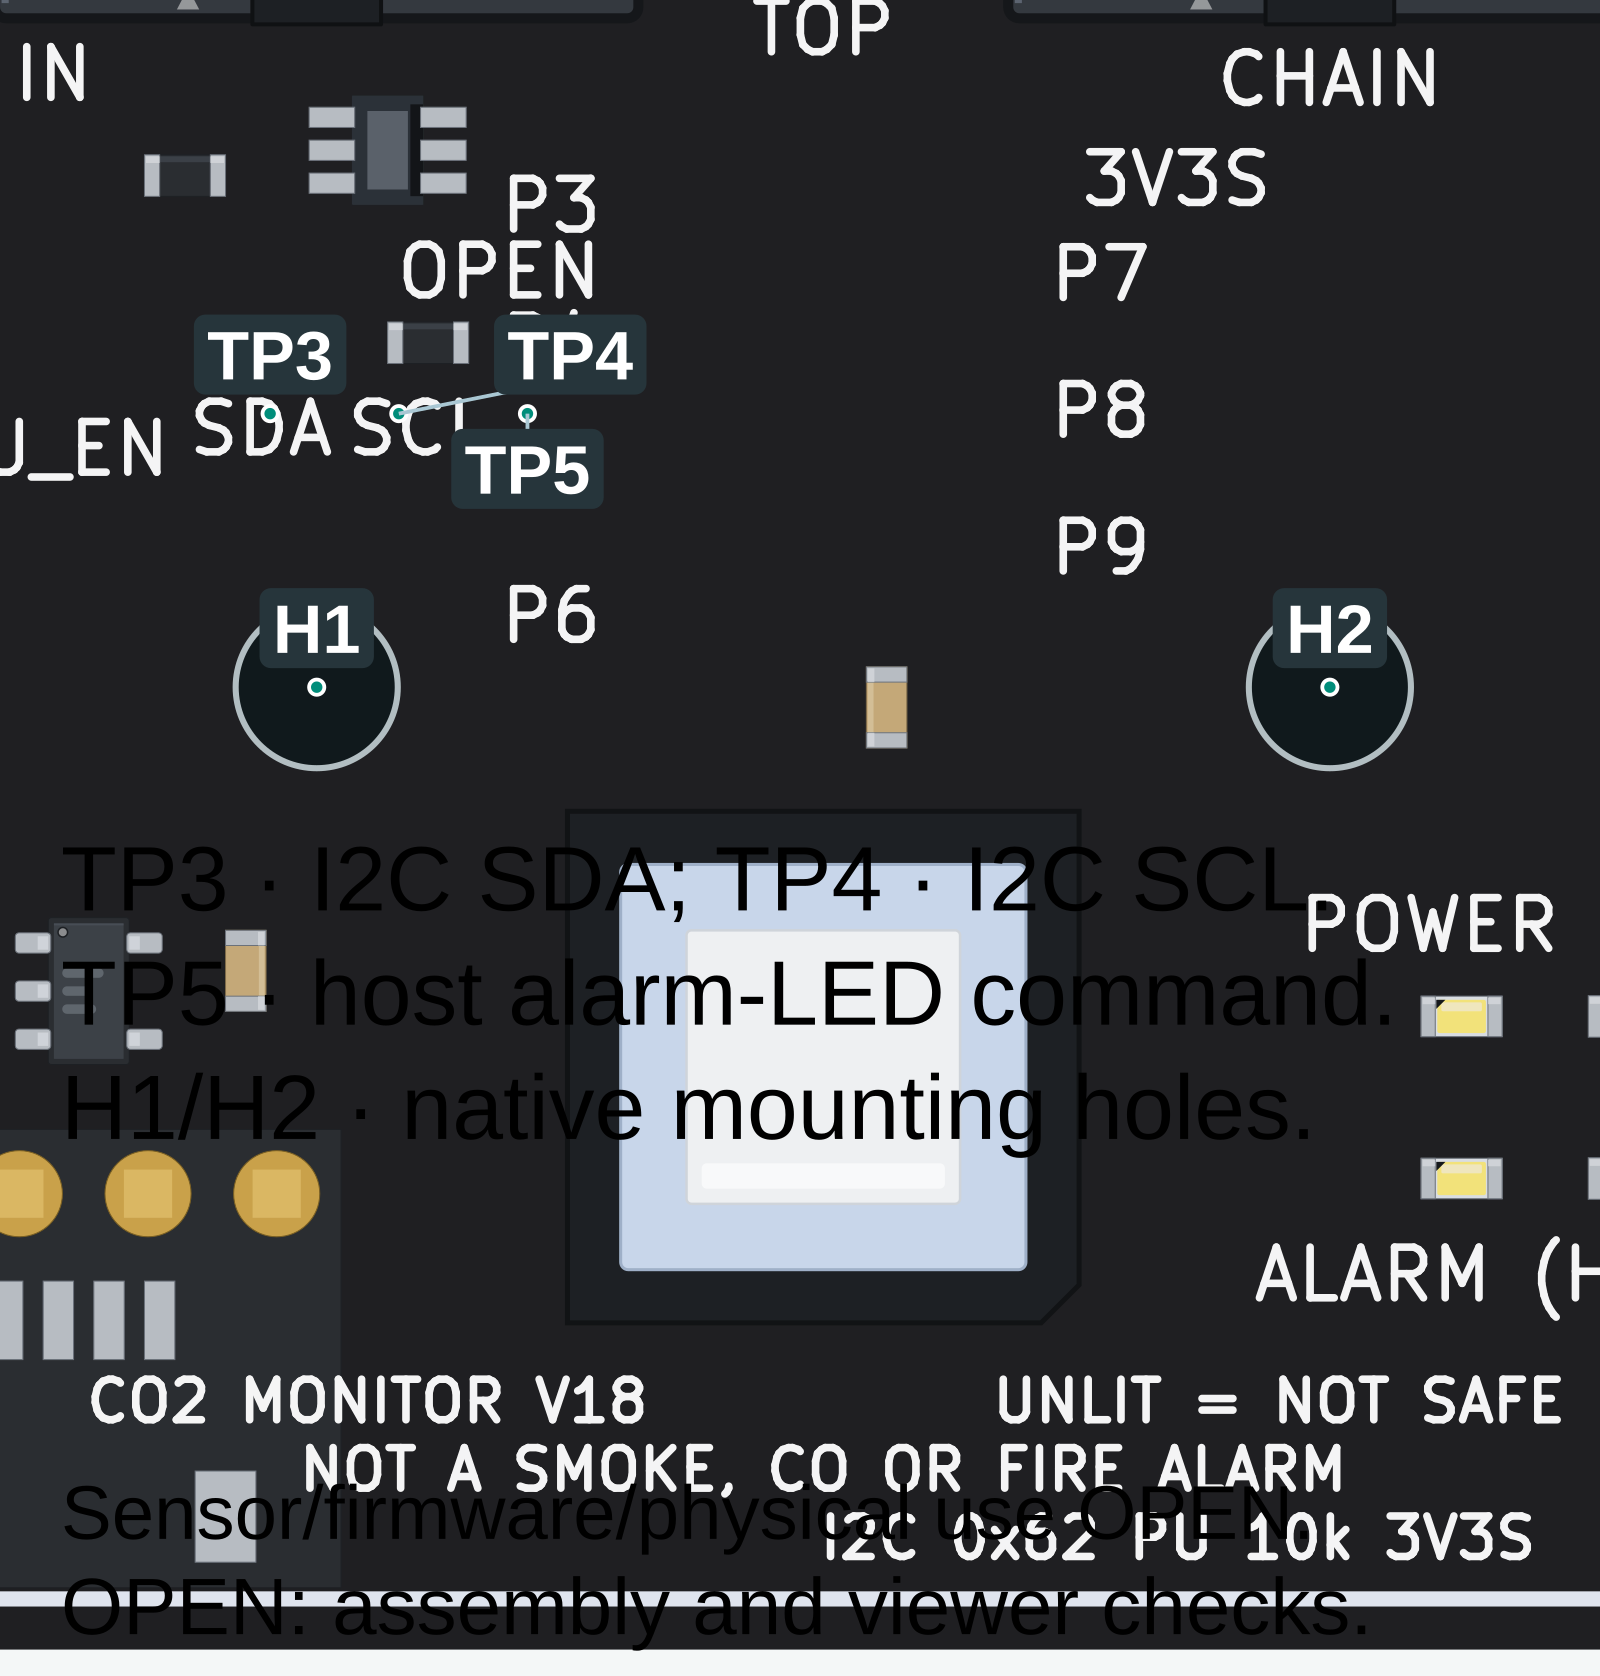 TOP
IN
CHAIN
3V3S
P3
OPEN
P7
TP3
TP4
SDA SCL
P8
U_EN
TP5
P9
P6
H1
H2
TP3 · I2C SDA; TP4 · I2C SCL.
POWER
TP5 · host alarm-LED command.
H1/H2 · native mounting holes.
ALARM (H
CO2 MONITOR V18
UNLIT = NOT SAFE
NOT A SMOKE, CO OR FIRE ALARM
Sensor/firmware/physical use OPEN.
I2C 0x62 PU 10k 3V3S
OPEN: assembly and viewer checks.